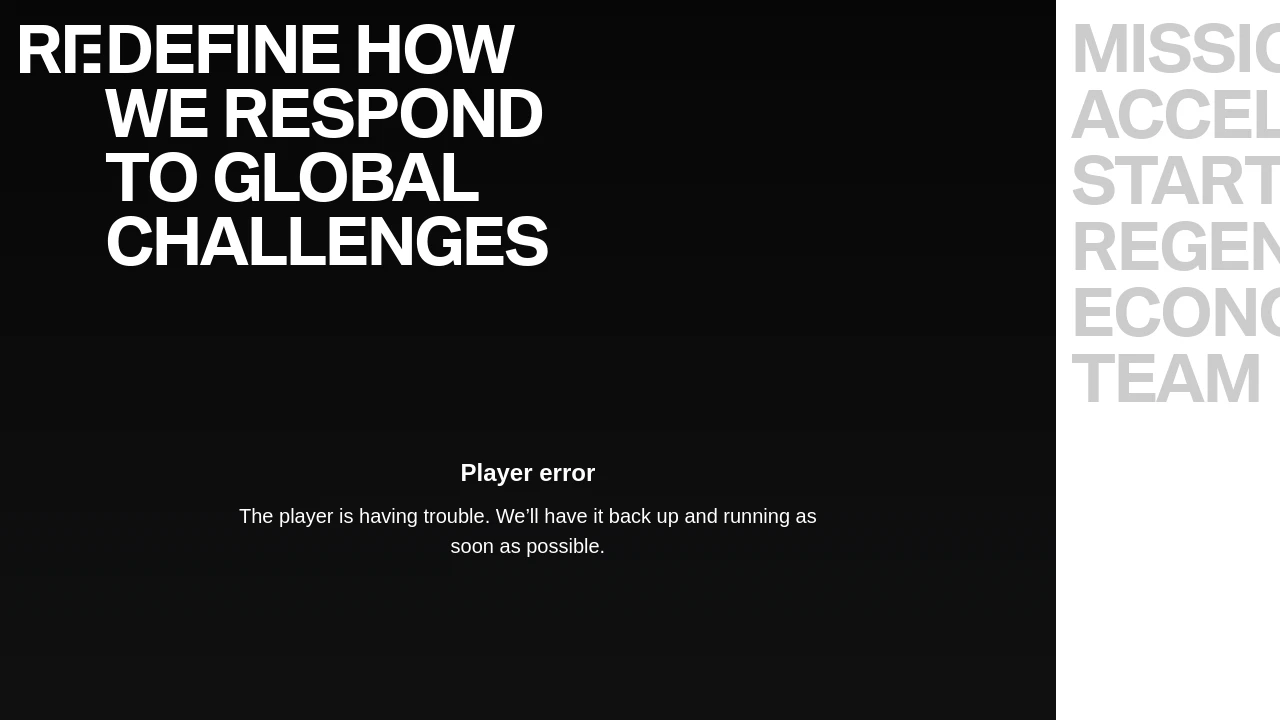 REDEFINE HOW
WE RESPOND
TO GLOBAL
CHALLENGES
Player error
The player is having trouble. We’ll have it back up and running as
soon as possible.
MISSIO
ACCEL
START
REGEN
ECONO
TEAM